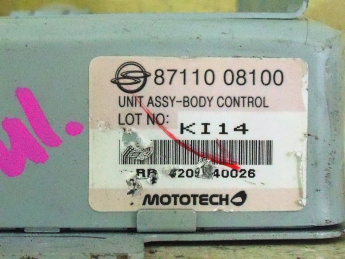 87110 08100
UNIT ASSY-BODY CONTROL
LOT NO: KI14
MOTOTECH